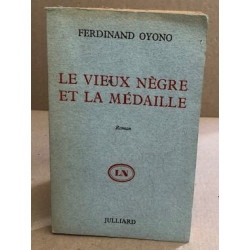 FERDINAND OYONO
LE VIEUX NÈGRE
ET LA MÉDAILLE
Roman
LN
JULLIARD